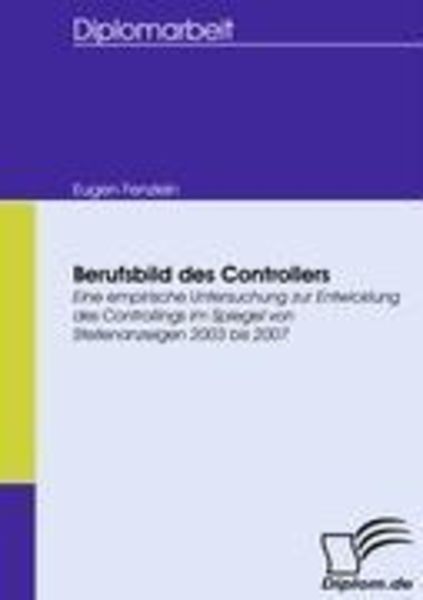 Diplomarbeit
Eugen Fenzlein
Berufsbild des Controllers
Eine empirische Untersuchung zur Entwicklung
des Controllings im Spiegel von
Stellenanzeigen 2003 bis 2007
Diplom.de